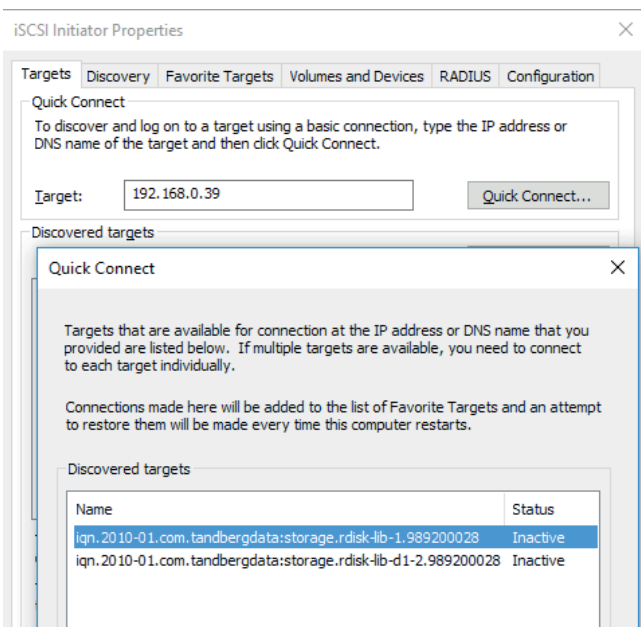 iSCSI Initiator Properties
Targets Discovery Favorite Targets Volumes and Devices RADIUS Configuration
Quick Connect
To discover and log on to a target using a basic connection, type the IP address or
DNS name of the target and then click Quick Connect.
Target: 192.168.0.39 Quick Connect...
Discovered targets
Quick Connect
Targets that are available for connection at the IP address or DNS name that you
provided are listed below. If multiple targets are available, you need to connect
to each target individually.
Connections made here will be added to the list of Favorite Targets and an attempt
to restore them will be made every time this computer restarts.
Discovered targets
Name Status
iqn.2010-01.com.tandbergdata:storage.rdisk-lib-1.989200028 Inactive
iqn.2010-01.com.tandbergdata:storage.rdisk-lib-d1-2.989200028 Inactive